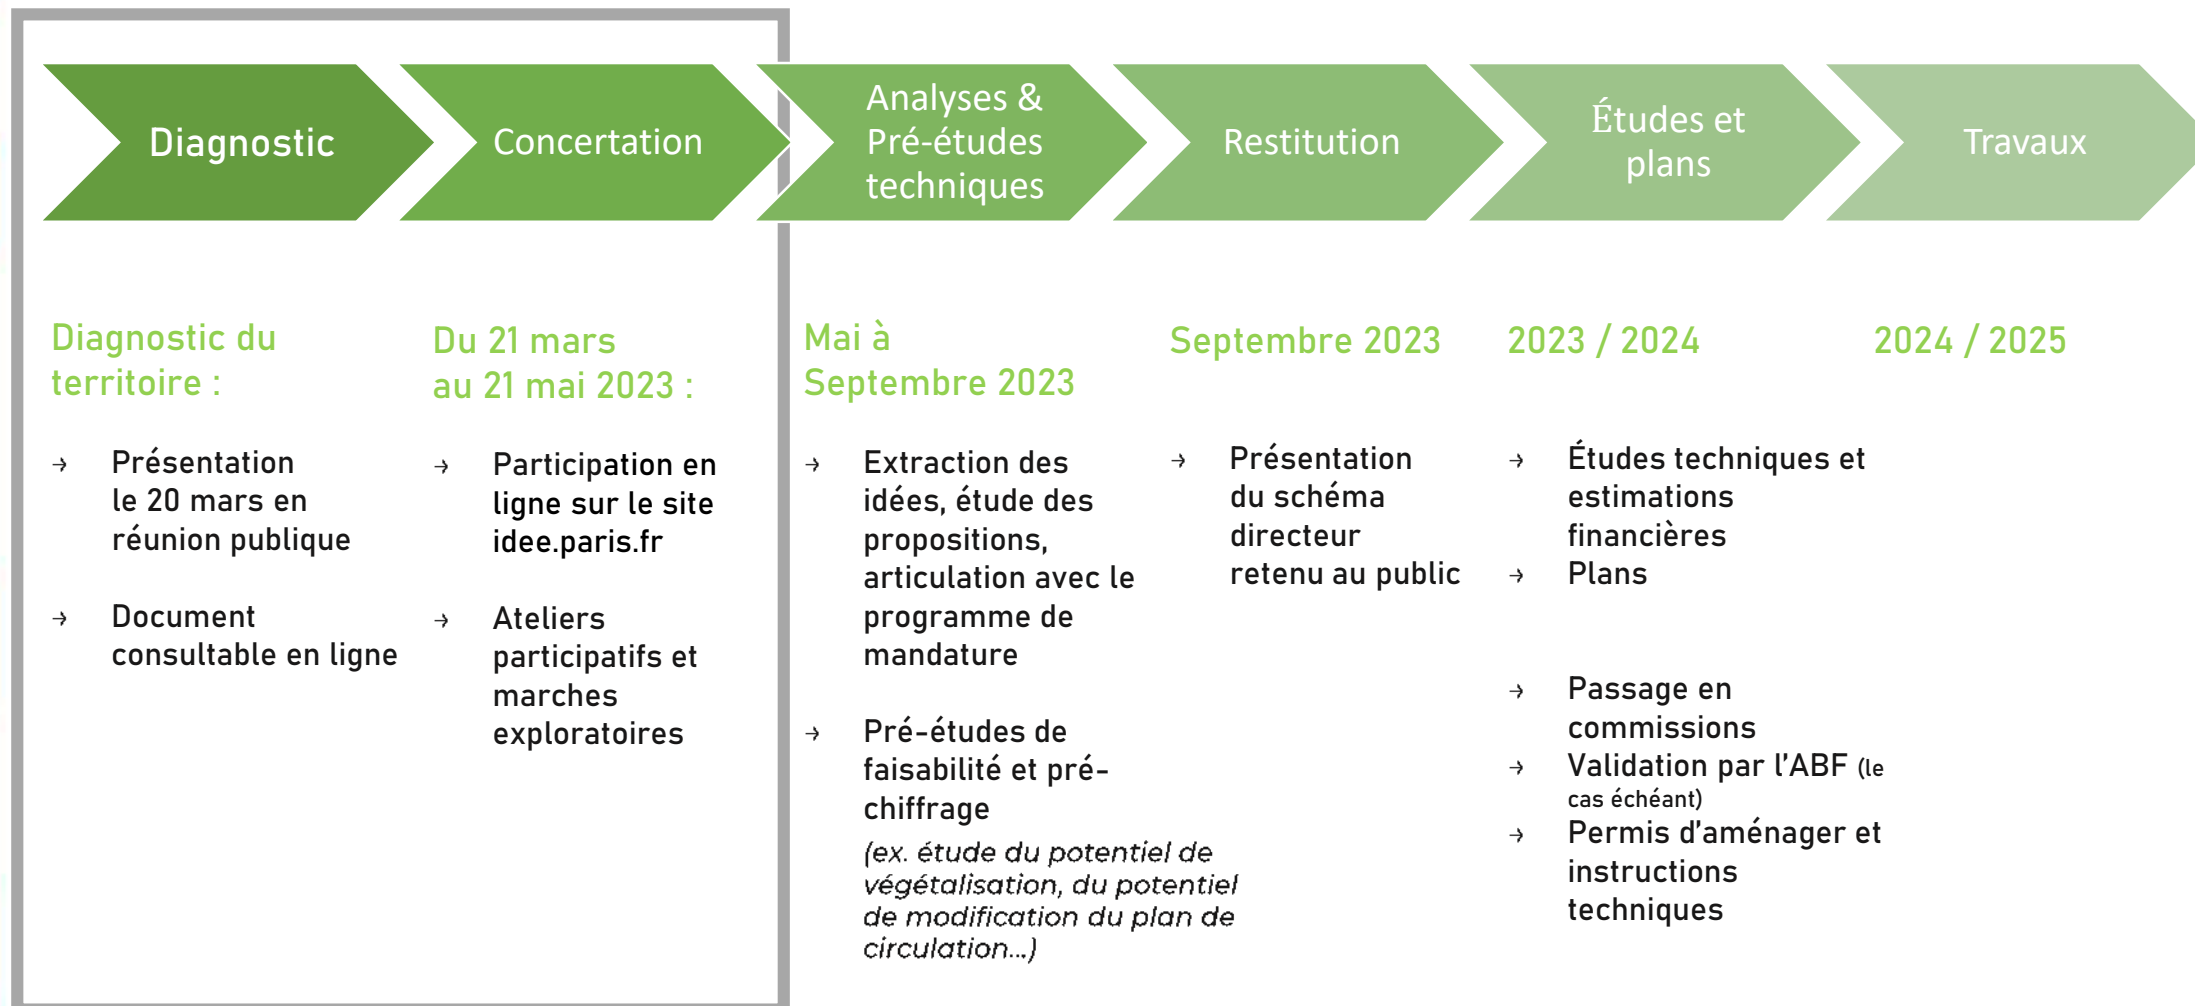 Diagnostic
Concertation
Analyses &
Pré-études
techniques
Restitution
Études et
plans
Travaux
Diagnostic du
territoire :
→ Présentation
le 20 mars en
réunion publique
→ Document
consultable en ligne
Du 21 mars
au 21 mai 2023 :
→ Participation en
ligne sur le site
idee.paris.fr
→ Ateliers
participatifs et
marches
exploratoires
Mai à
Septembre 2023
→ Extraction des
idées, étude des
propositions,
articulation avec le
programme de
mandature
→ Pré-études de
faisabilité et pré-
chiffrage
(ex. étude du potentiel de
végétalisation, du potentiel
de modification du plan de
circulation...)
Septembre 2023
→ Présentation
du schéma
directeur
retenu au public
2023 / 2024
→ Études techniques et
estimations
financières
→ Plans
→ Passage en
commissions
→ Validation par l’ABF (le
cas échéant)
→ Permis d’aménager et
instructions
techniques
2024 / 2025